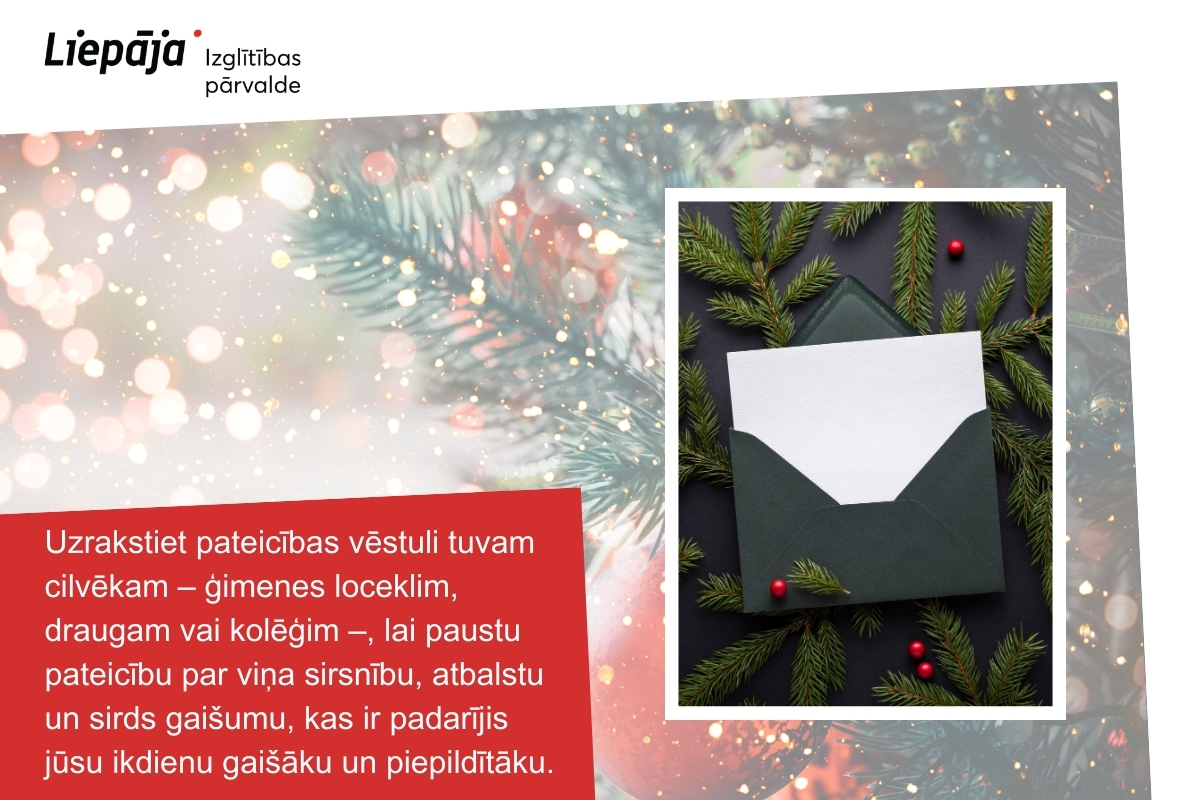 Liepāja
Izglītības
pārvalde
Uzrakstiet pateicības vēstuli tuvam
cilvēkam – ģimenes loceklim,
draugam vai kolēģim –, lai paustu
pateicību par viņa sirsnību, atbalstu
un sirds gaišumu, kas ir padarījis
jūsu ikdienu gaišāku un piepildītāku.